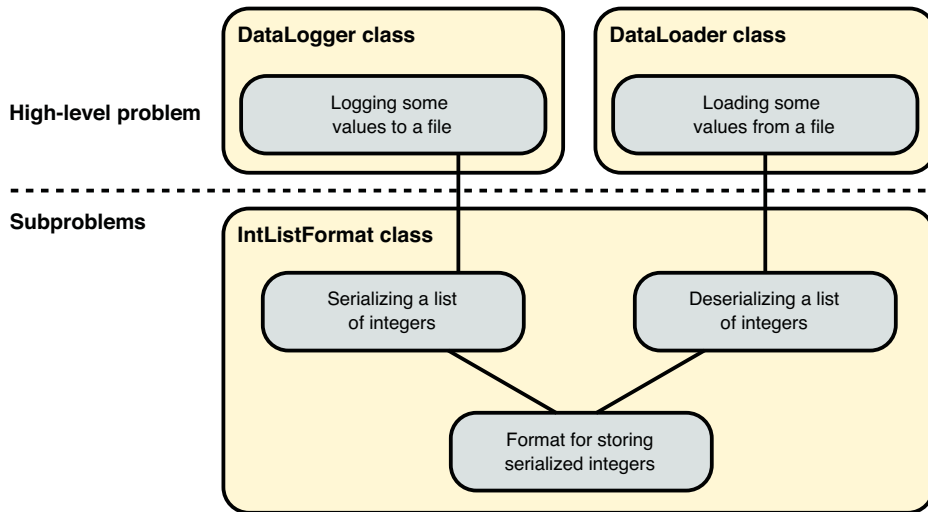 DataLogger class
DataLoader class
High-level problem
Logging some
values to a file
Loading some
values from a file
Subproblems
IntListFormat class
Serializing a list
of integers
Deserializing a list
of integers
Format for storing
serialized integers